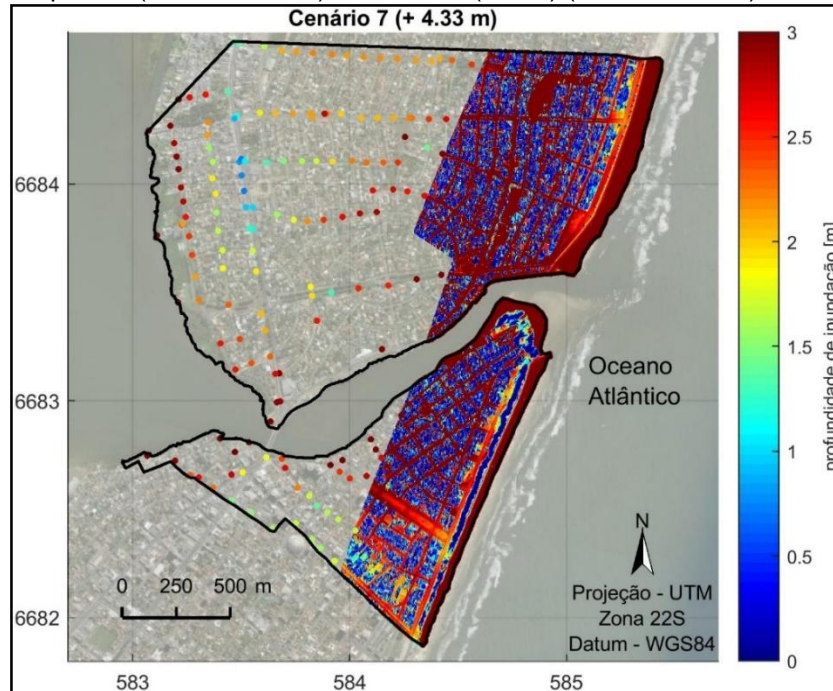 Cenário 7 (+ 4.33 m)
6684
6683
6682
583
584
585
Oceano
Atlântico
N
Projeção - UTM
Zona 22S
Datum - WGS84
0 250 500 m
3
2.5
2
1.5
1
0.5
0
profundidade de inundação [m]